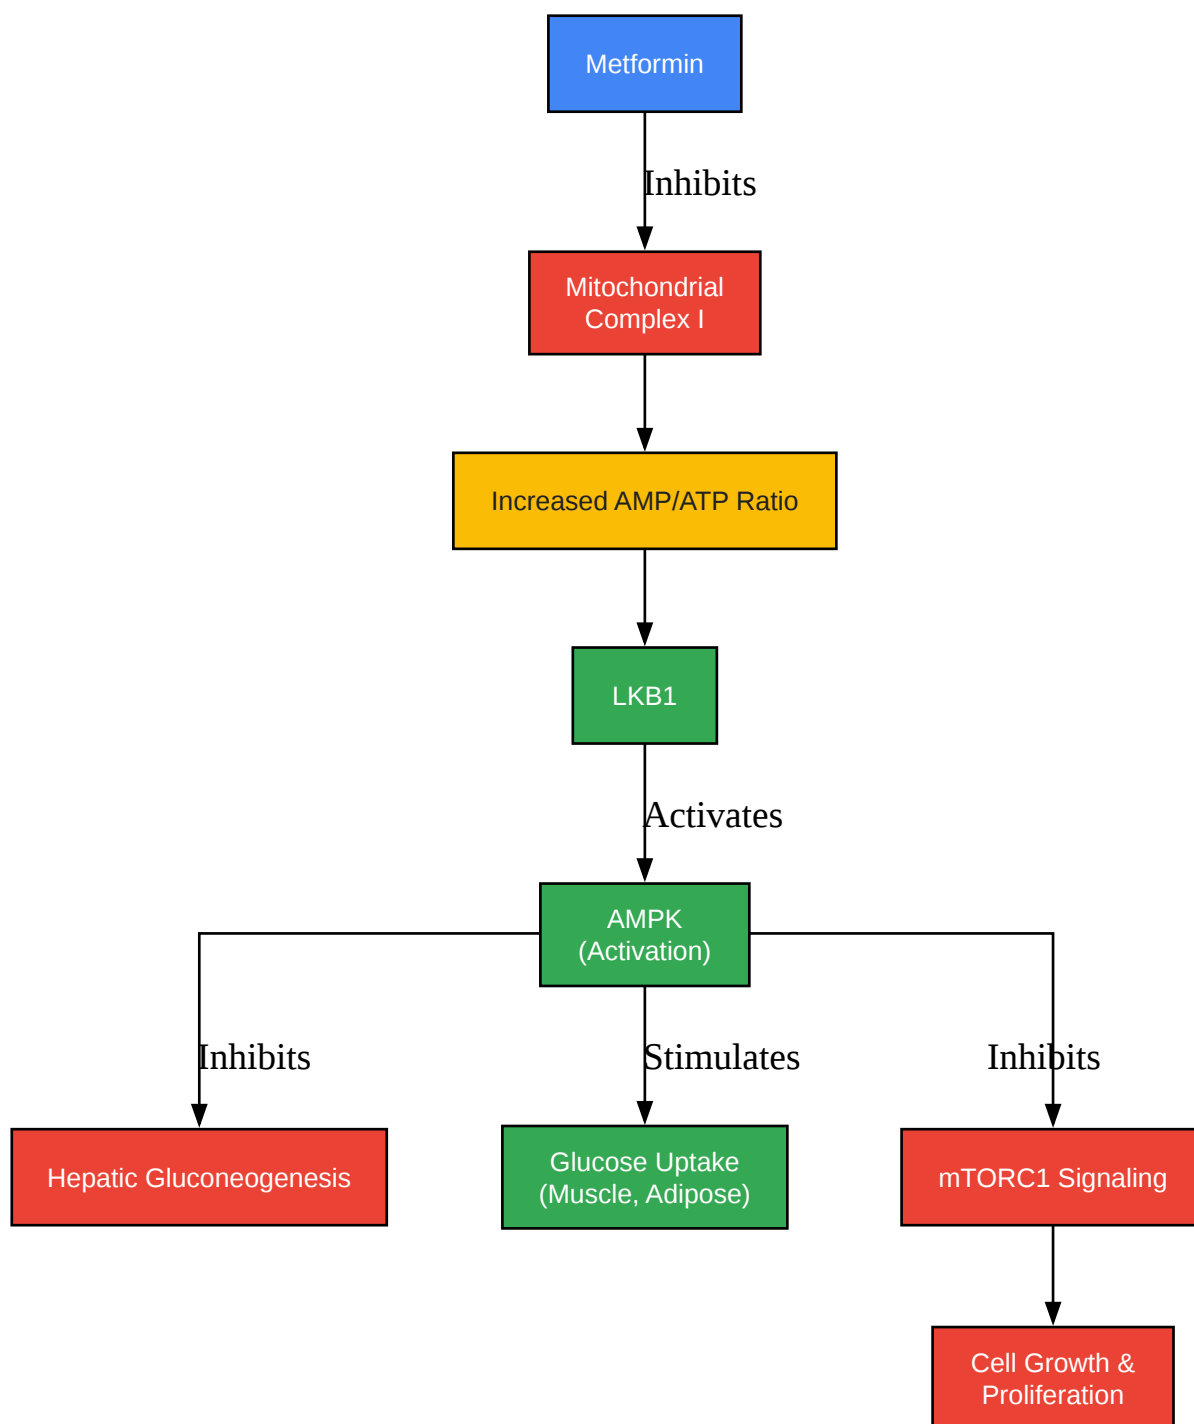 Metformin
Inhibits
Mitochondrial
Complex I
Increased AMP/ATP Ratio
LKB1
Activates
AMPK
(Activation)
Inhibits
Stimulates
Inhibits
Hepatic Gluconeogenesis
Glucose Uptake
(Muscle, Adipose)
mTORC1 Signaling
Cell Growth &
Proliferation